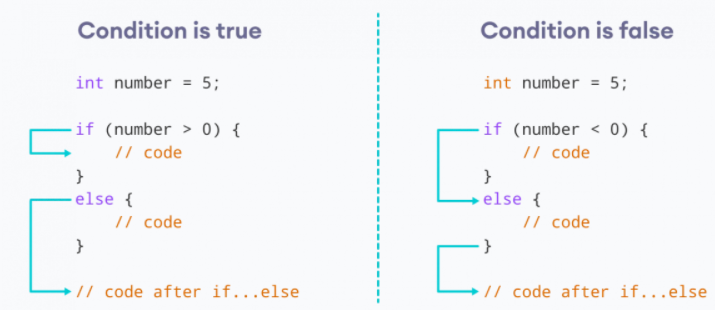 Condition is true
int number = 5;
if (number > 0) {
// code
}
else {
// code
}
// code after if...else
Condition is false
int number = 5;
if (number < 0) {
// code
}
else {
// code
}
// code after if...else